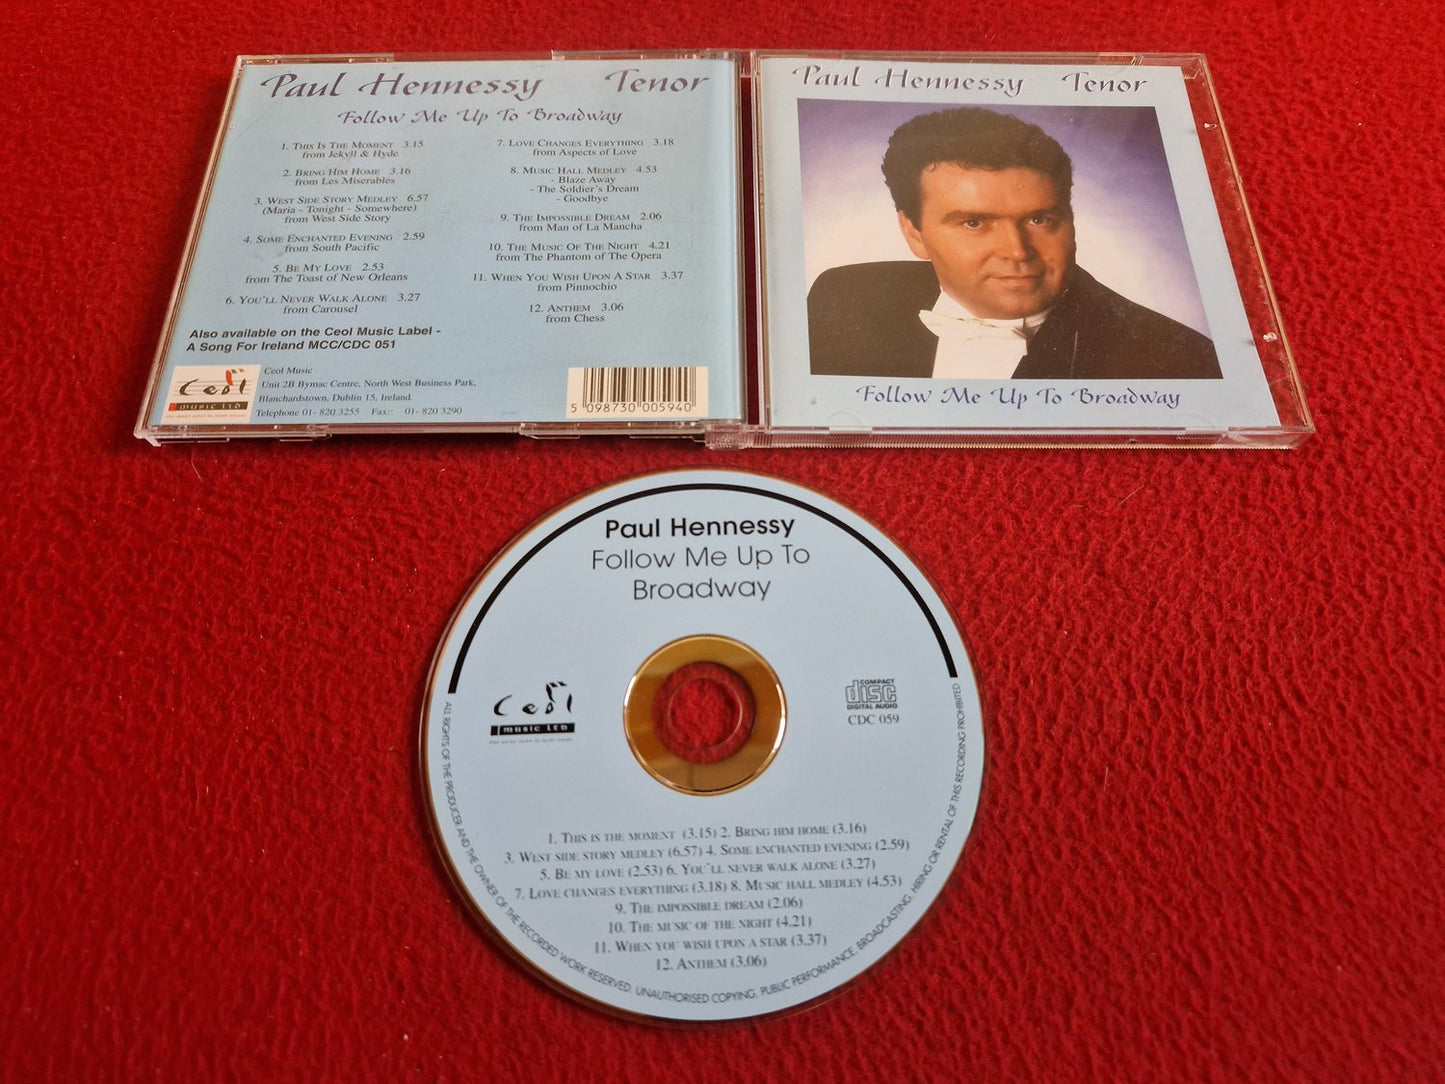 Paul Hennessy Tenor
Follow Me Up To Broadway
1. This Is The Moment 3.15
from Jekyll & Hyde
2. Bring Him Home 3.16
from Les Miserables
3. West Side Story Medley 6.57
(Maria - Tonight - Somewhere)
from West Side Story
4. Some Enchanted Evening 2.59
from South Pacific
5. Be My Love 2.53
from The Toast of New Orleans
6. You'll Never Walk Alone 3.27
from Carousel
7. Love Changes Everything 3.18
from Aspects of Love
8. Music Hall Medley 4.53
- Blaze Away
- The Soldier's Dream
- Goodbye
9. The Impossible Dream 2.06
from Man of La Mancha
10. The Music Of The Night 4.21
from The Phantom of The Opera
11. When You Wish Upon A Star 3.37
from Pinnochio
12. Anthem 3.06
from Chess
Also available on the Ceol Music Label -
A Song For Ireland MCC/CDC 051
Ceol
music Ltd
Ceol Music
Unit 2B Bymac Centre, North West Business Park,
Blanchardstown, Dublin 15, Ireland.
Telephone 01- 820 3255 Fax:: 01- 820 3290
5 098730 005940
Paul Hennessy Tenor
Follow Me Up To Broadway
Paul Hennessy
Follow Me Up To
Broadway
Ceol
music Ltd
COMPACT
disc
DIGITAL AUDIO
CDC 059
1. This is the moment (3.15) 2. Bring him home (3.16)
3. West side story medley (6.57) 4. Some enchanted evening (2.59)
5. Be my love (2.53) 6. You'll never walk alone (3.27)
7. Love changes everything (3.18) 8. Music hall medley (4.53)
9. The impossible dream (2.06)
10. The music of the night (4.21)
11. When you wish upon a star (3.37)
12. Anthem (3.06)
ALL RIGHTS OF THE PRODUCER AND THE OWNER OF THE RECORDED WORK RESERVED. UNAUTHORISED COPYING, PUBLIC PERFORMANCE, BROADCASTING, HIRING OR RENTAL OF THIS RECORDING PROHIBITED